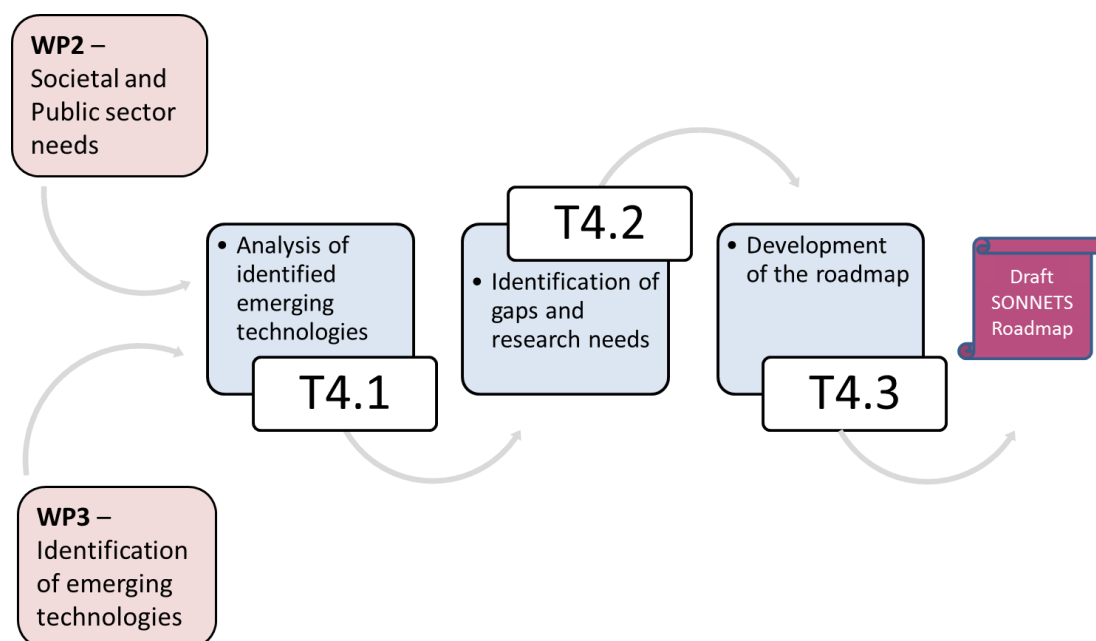 WP2 –
Societal and
Public sector
needs
• Analysis of
identified
emerging
technologies
T4.1
T4.2
• Identification of
gaps and
research needs
• Development
of the roadmap
T4.3
Draft
SONNETS
Roadmap
WP3 –
Identification
of emerging
technologies